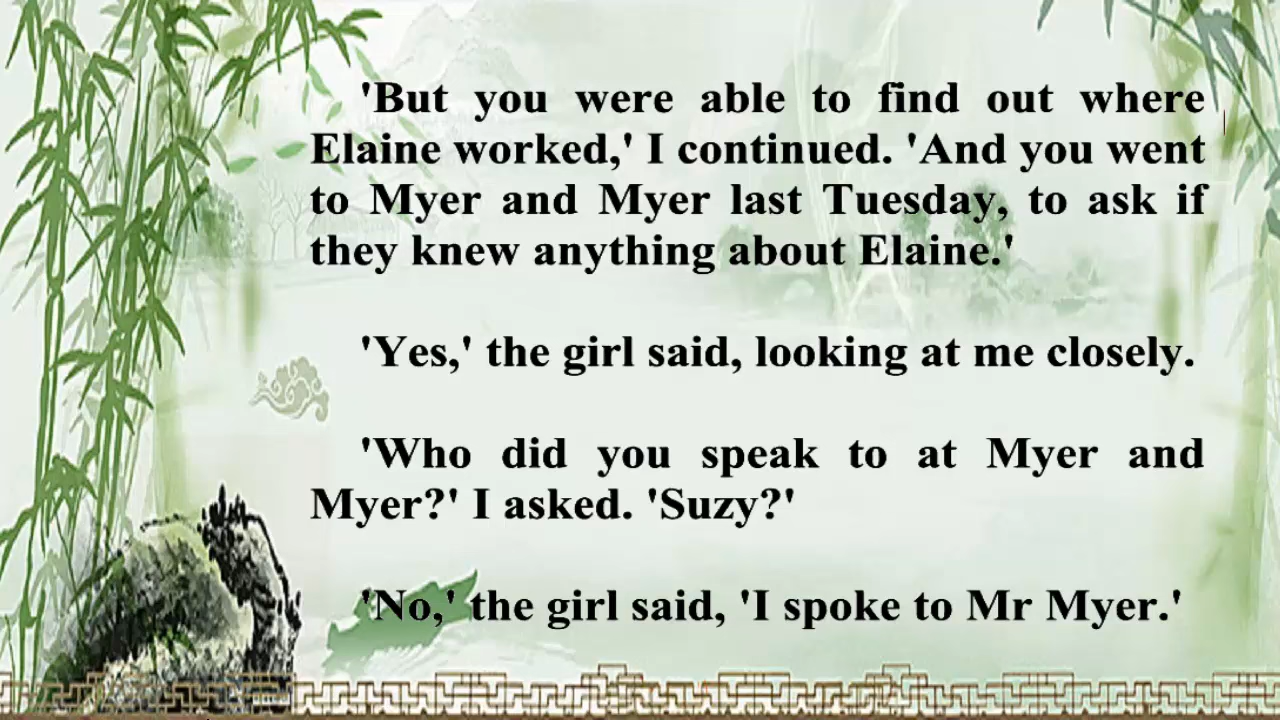 'But you were able to find out where
Elaine worked,' I continued. 'And you went
to Myer and Myer last Tuesday, to ask if
they knew anything about Elaine.'
'Yes,' the girl said, looking at me closely.
'Who did you speak to at Myer and
Myer?' I asked. 'Suzy?'
'No,' the girl said, 'I spoke to Mr Myer.'